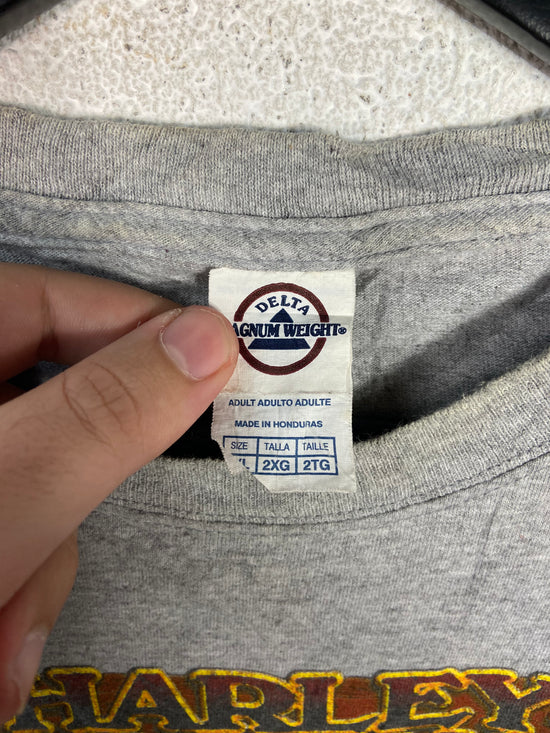 DELTA
AGNUM WEIGHT®
ADULT ADULTO ADULTE
MADE IN HONDURAS
SIZE TALLA TAILLE
L 2XG 2TG
HARLEY